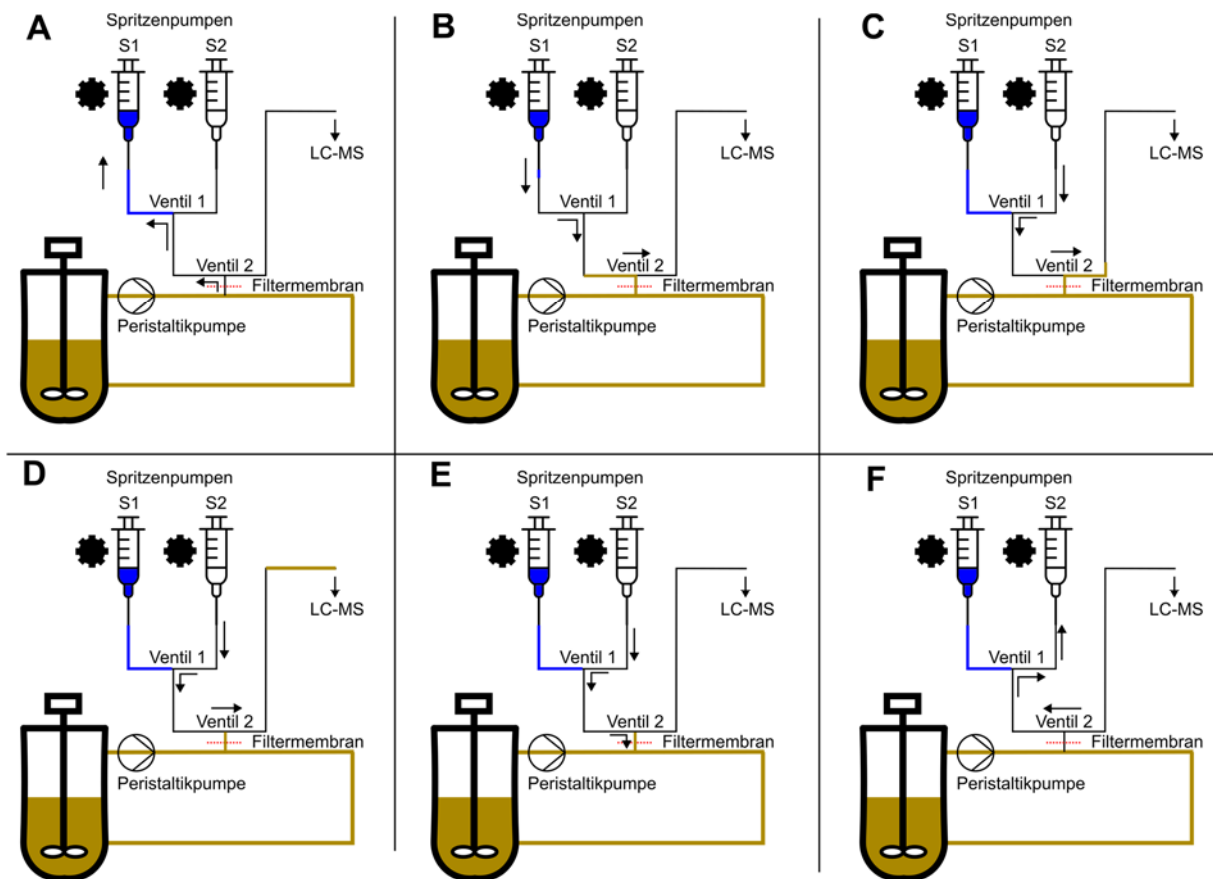 A
Spritzenpumpen
S1 S2
LC-MS
Ventil 1
Ventil 2
Filtermembran
Peristaltikpumpe
B
Spritzenpumpen
S1 S2
LC-MS
Ventil 1
Ventil 2
Filtermembran
Peristaltikpumpe
C
Spritzenpumpen
S1 S2
LC-MS
Ventil 1
Ventil 2
Filtermembran
Peristaltikpumpe
D
Spritzenpumpen
S1 S2
LC-MS
Ventil 1
Ventil 2
Filtermembran
Peristaltikpumpe
E
Spritzenpumpen
S1 S2
LC-MS
Ventil 1
Ventil 2
Filtermembran
Peristaltikpumpe
F
Spritzenpumpen
S1 S2
LC-MS
Ventil 1
Ventil 2
Filtermembran
Peristaltikpumpe